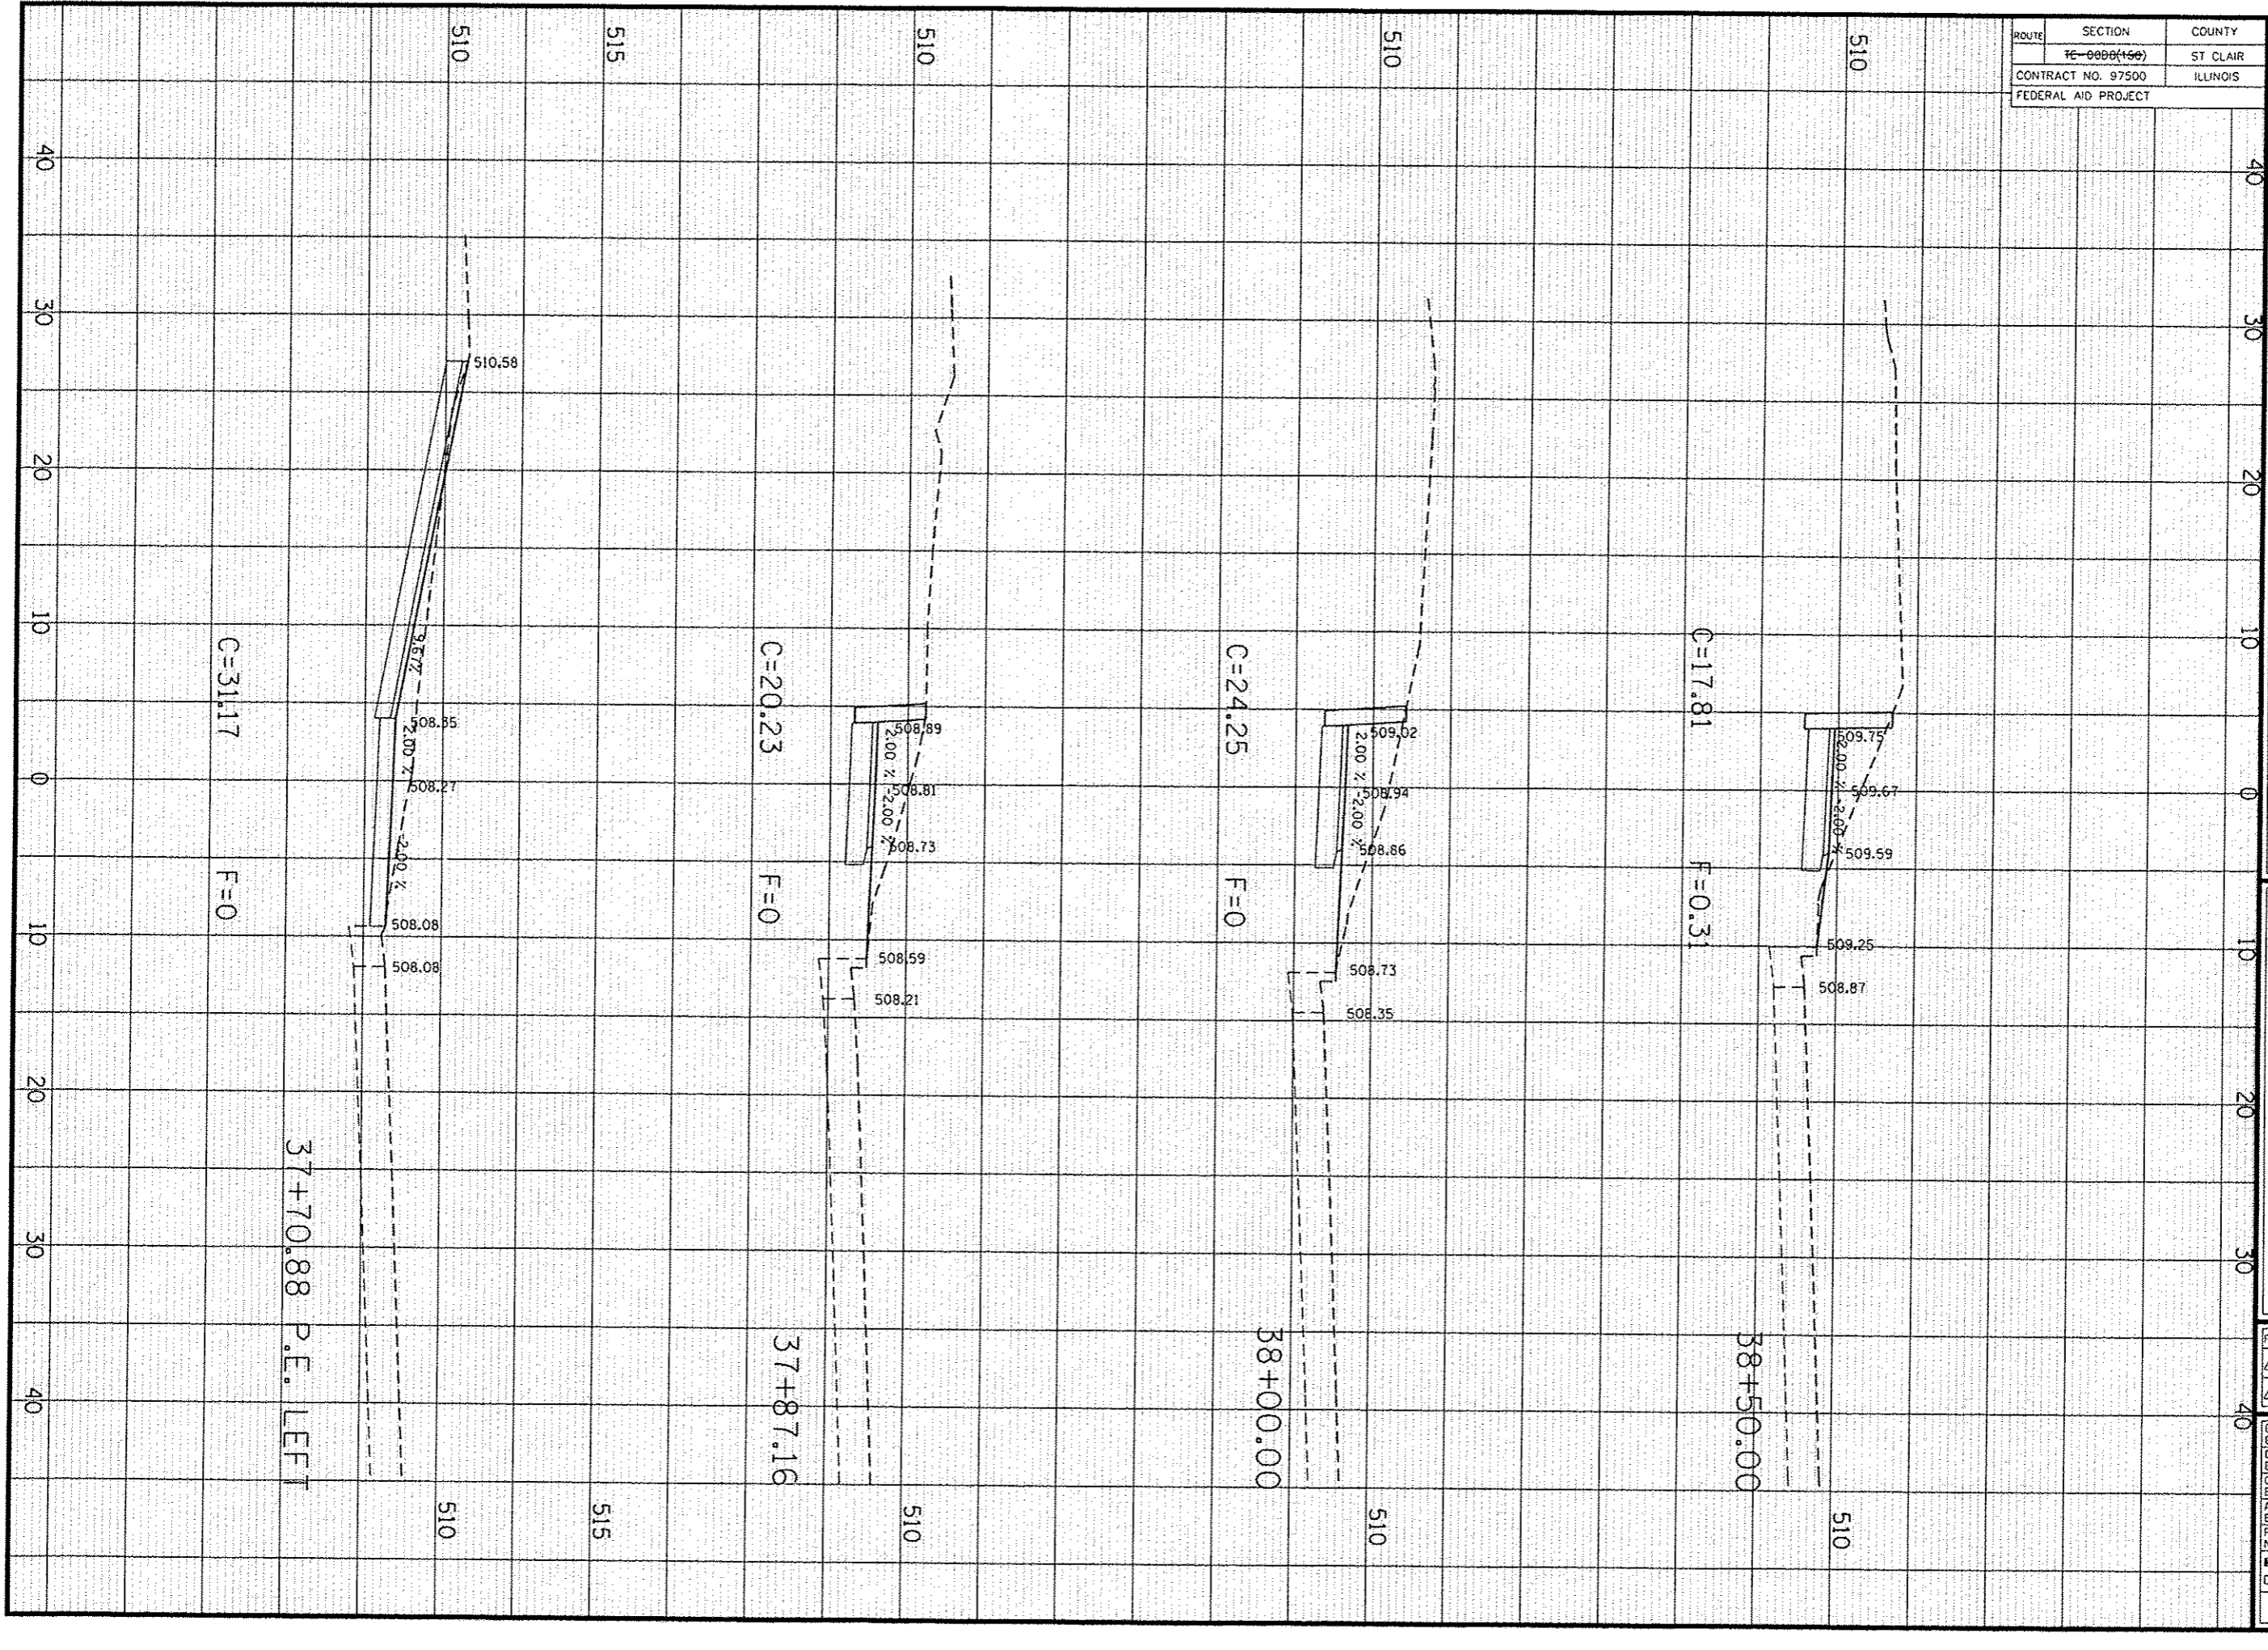 ROUTE SECTION COUNTY
TE-00D8(150) ST CLAIR
CONTRACT NO. 97500 ILLINOIS
FEDERAL AID PROJECT
40 30 20 10 0 10 20 30 40
510 510
509.75
509.67
509.59
509.25
508.87
2.00 % -2.00 %
C=17.81 F=0.31
38+50.00
510 510
509.02
508.94
508.86
508.73
508.35
2.00 % -2.00 %
C=24.25 F=0
38+00.00
510 510
508.89
508.81
508.73
508.59
508.21
2.00 % -2.00 %
C=20.23 F=0
37+87.16
515 515
510 510
510.58
9.67%
508.35
2.00 %
508.27
-2.00 %
508.08
508.08
C=31.17 F=0
37+70.88 P.E. LEFT
40 30 20 10 0 10 20 30 40